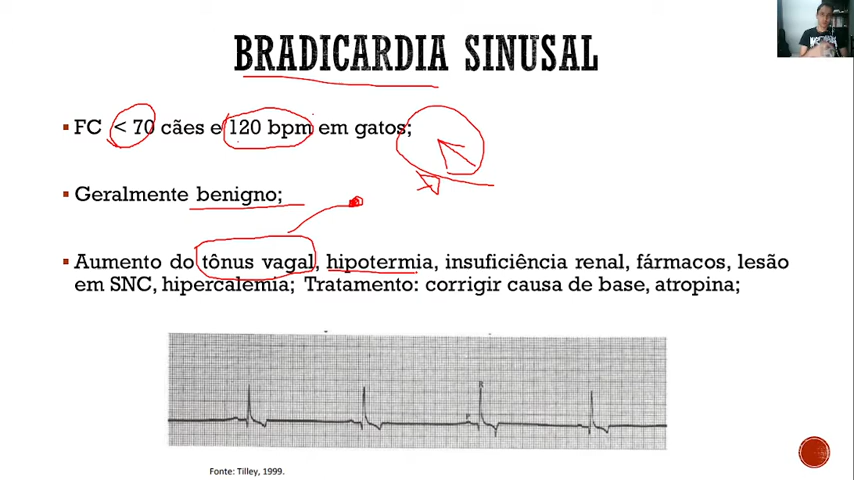 BRADICARDIA SINUSAL
FC < 70 cães e 120 bpm em gatos;
Geralmente benigno;
Aumento do tônus vagal, hipotermia, insuficiência renal, fármacos, lesão
em SNC, hipercalemia; Tratamento: corrigir causa de base, atropina;
P
R
Fonte: Tilley, 1999.